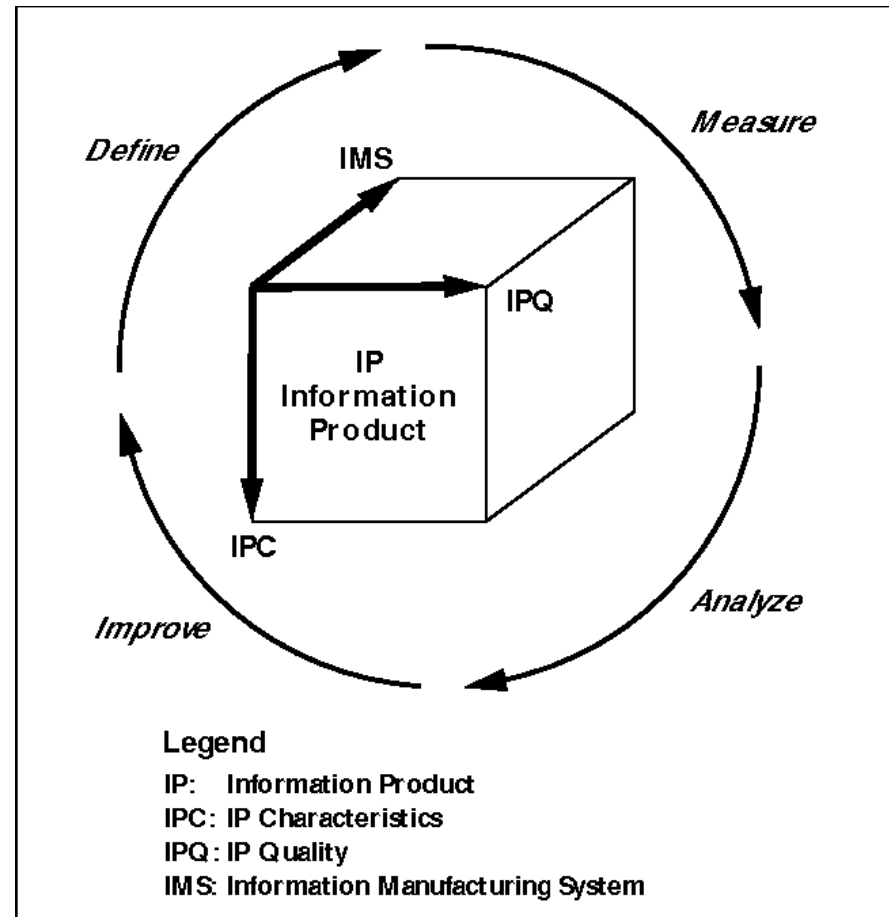 Define
Measure
IMS
IPQ
IP
Information
Product
IPC
Improve
Analyze
Legend
IP: Information Product
IPC: IP Characteristics
IPQ: IP Quality
IMS: Information Manufacturing System